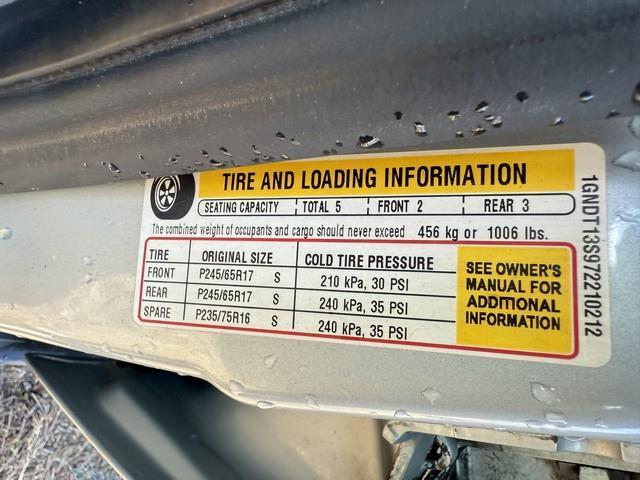 TIRE AND LOADING INFORMATION
SEATING CAPACITY TOTAL 5 FRONT 2 REAR 3
The combined weight of occupants and cargo should never exceed 456 kg or 1006 lbs.
TIRE ORIGINAL SIZE COLD TIRE PRESSURE
FRONT P245/65R17 S 210 kPa, 30 PSI
REAR P245/65R17 S 240 kPa, 35 PSI
SPARE P235/75R16 S 240 kPa, 35 PSI
SEE OWNER'S
MANUAL FOR
ADDITIONAL
INFORMATION
1GNDT13S972210212